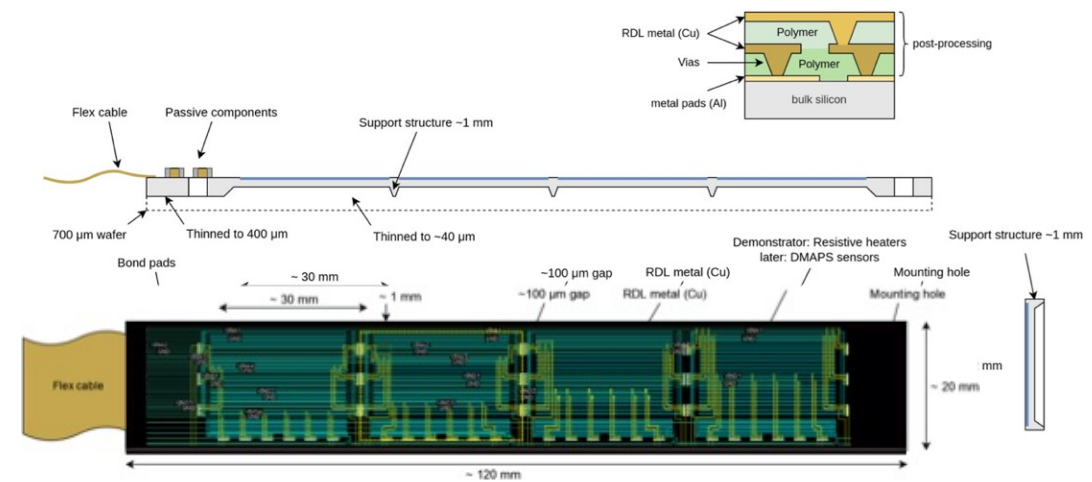 RDL metal (Cu)
Polymer
post-processing
Vias
Polymer
metal pads (Al)
bulk silicon
Flex cable
Passive components
Support structure ~1 mm
700 µm wafer
Thinned to 400 µm
Thinned to ~40 µm
Demonstrator: Resistive heaters
later: DMAPS sensors
Support structure ~1 mm
Bond pads
~ 30 mm
~100 µm gap
RDL metal (Cu)
Mounting hole
~ 30 mm
~ 1 mm
~100 µm gap
RDL metal (Cu)
Mounting hole
Flex cable
mm
~ 20 mm
~ 120 mm